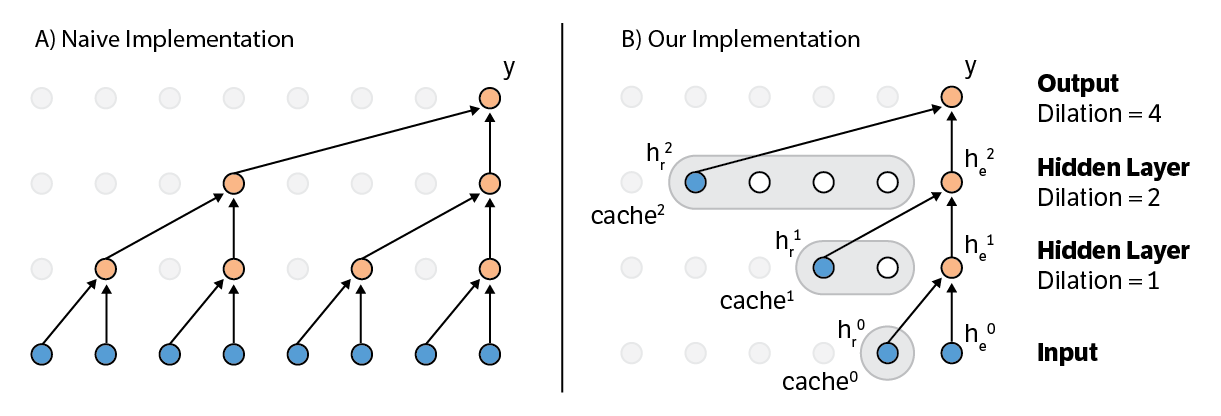 A) Naive Implementation
y
B) Our Implementation
y
Output
Dilation = 4
h_r^2
h_e^2
Hidden Layer
Dilation = 2
cache^2
h_r^1
h_e^1
Hidden Layer
Dilation = 1
cache^1
h_r^0
h_e^0
Input
cache^0